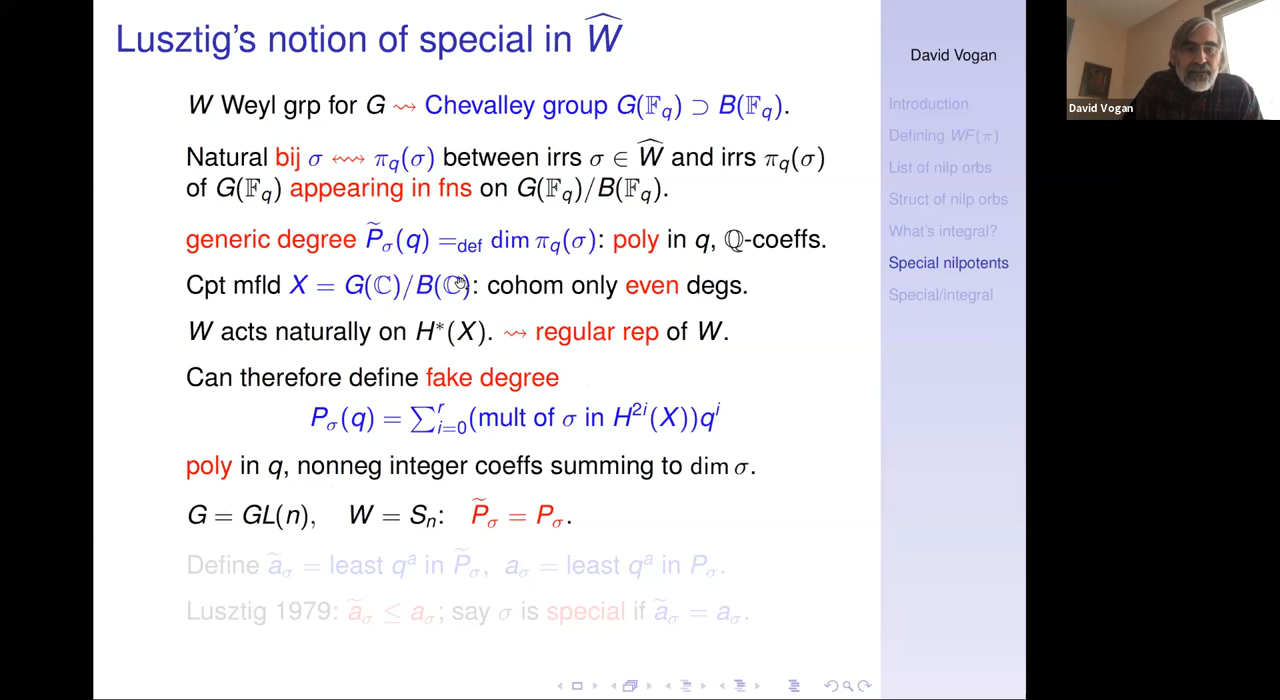 Lusztig's notion of special in Ŵ
W Weyl grp for G ⇝ Chevalley group G(𝔽_q) ⊃ B(𝔽_q).
Natural bij σ ↭ π_q(σ) between irrs σ ∈ Ŵ and irrs π_q(σ)
of G(𝔽_q) appearing in fns on G(𝔽_q)/B(𝔽_q).
generic degree P̃_σ(q) =_def dim π_q(σ): poly in q, ℚ-coeffs.
Cpt mfld X = G(ℂ)/B(ℂ): cohom only even degs.
W acts naturally on H*(X). ⇝ regular rep of W.
Can therefore define fake degree
P_σ(q) = ∑_{i=0}^r (mult of σ in H^{2i}(X))q^i
poly in q, nonneg integer coeffs summing to dim σ.
G = GL(n), W = S_n: P̃_σ = P_σ.
Define ã_σ = least q^a in P̃_σ, a_σ = least q^a in P_σ.
Lusztig 1979: ã_σ ≤ a_σ; say σ is special if ã_σ = a_σ.
David Vogan
Introduction
Defining WF(π)
List of nilp orbs
Struct of nilp orbs
What's integral?
Special nilpotents
Special/integral
David Vogan